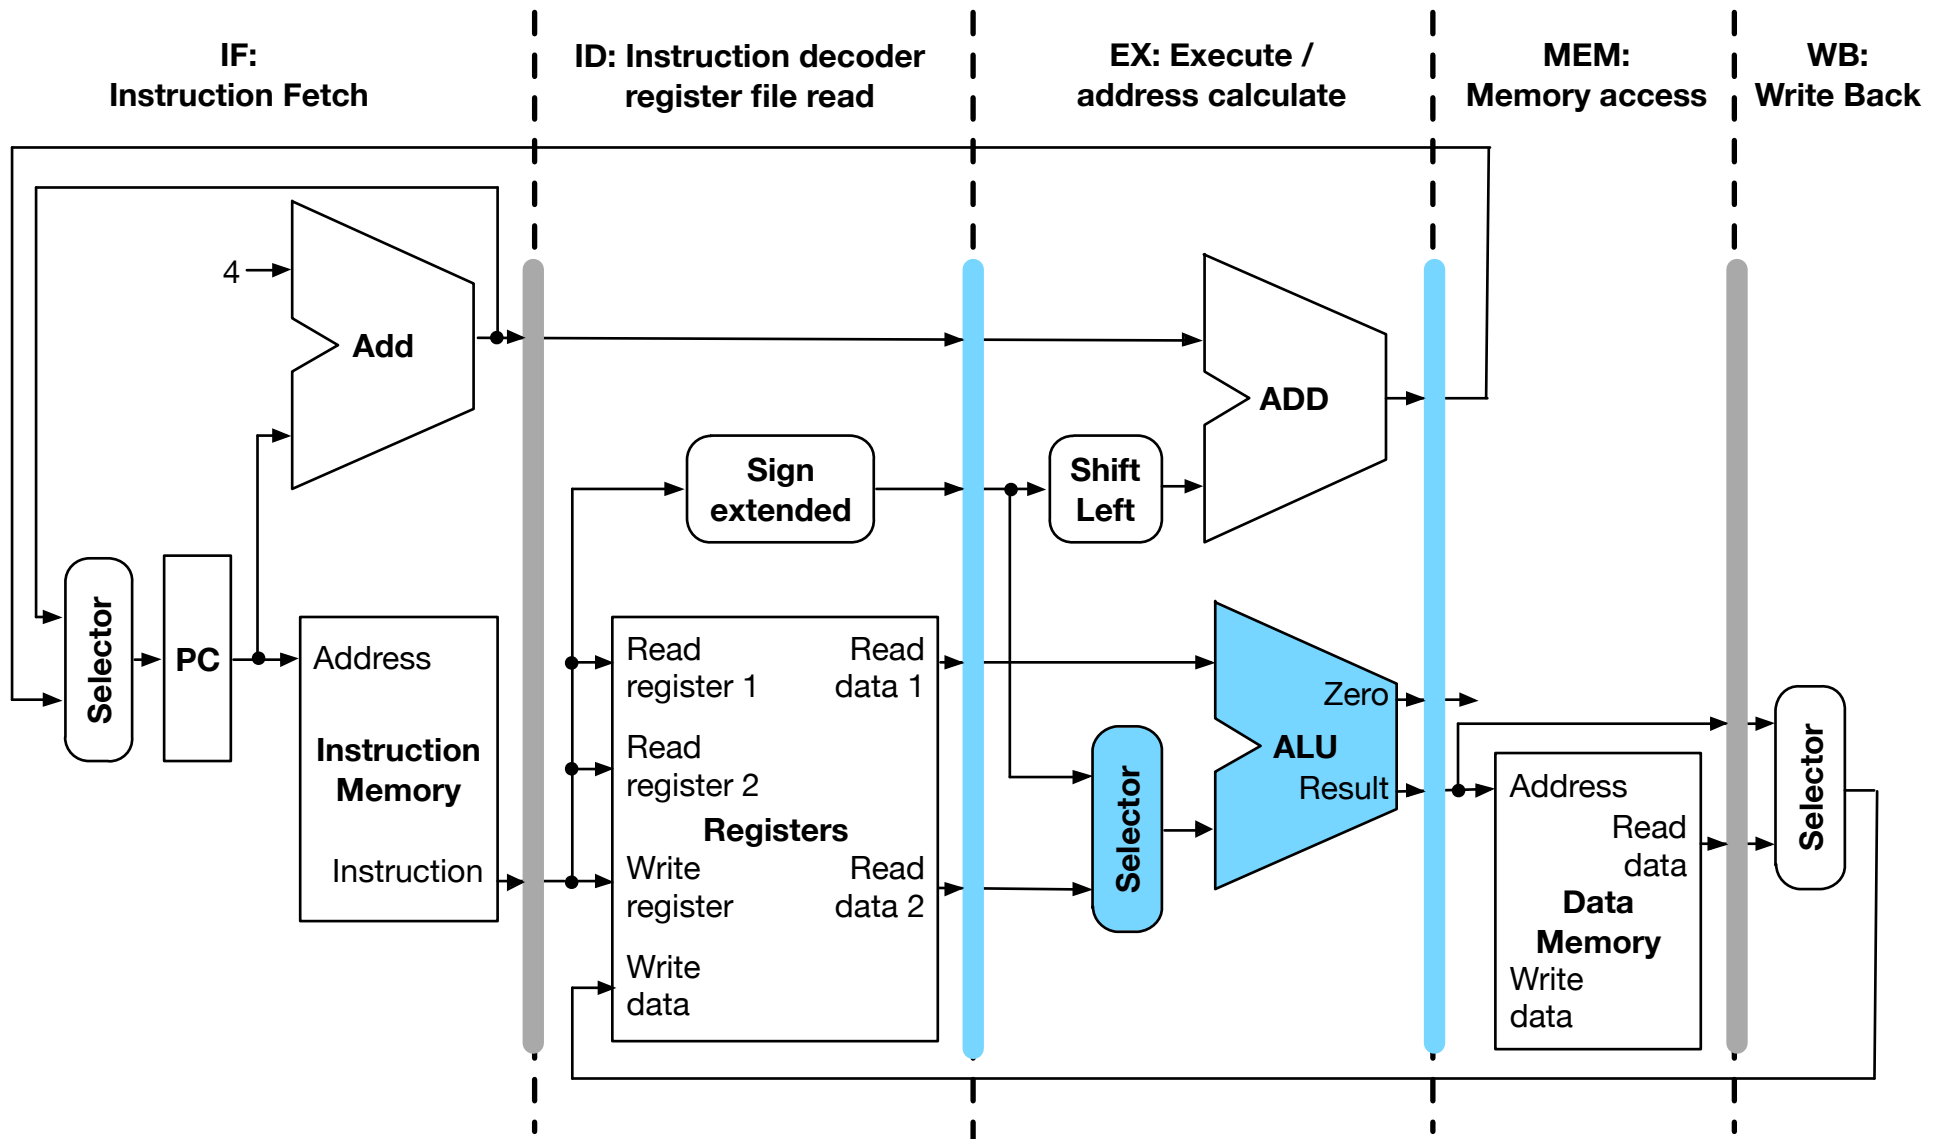 IF:
Instruction Fetch
ID: Instruction decoder
register file read
EX: Execute /
address calculate
MEM:
Memory access
WB:
Write Back
4
Add
ADD
Sign
extended
Shift
Left
Selector
PC
Address
Instruction
Memory
Instruction
Read
register 1
Read
data 1
Read
register 2
Registers
Write
register
Read
data 2
Write
data
Selector
Zero
ALU
Result
Address
Read
data
Data
Memory
Write
data
Selector